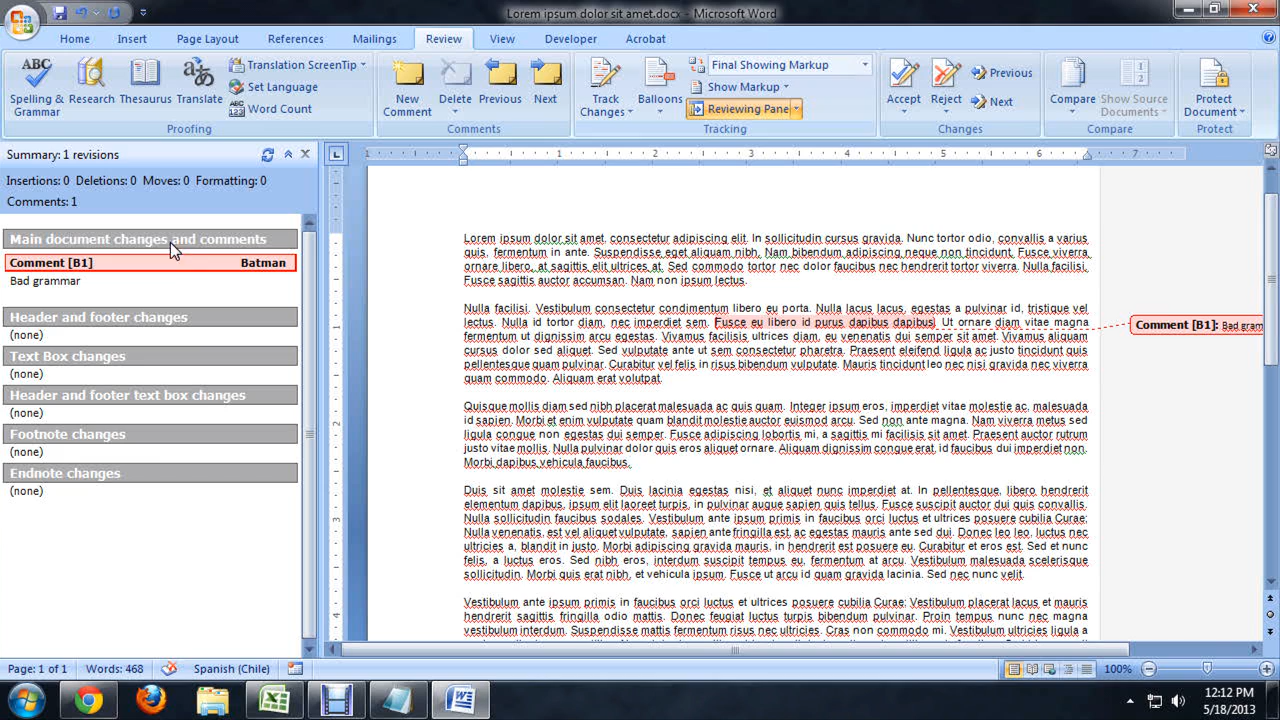 Lorem ipsum dolor sit amet.docx - Microsoft Word
Home Insert Page Layout References Mailings Review View Developer Acrobat
ABC Spelling & Grammar Research Thesaurus Translate
Translation ScreenTip
Set Language
Word Count
Proofing
New Comment Delete Previous Next
Comments
Track Changes Balloons
Final Showing Markup
Show Markup
Reviewing Pane
Tracking
Accept Reject Previous
Next
Changes
Compare Show Source Documents
Compare
Protect Document
Protect
Summary: 1 revisions
Insertions: 0 Deletions: 0 Moves: 0 Formatting: 0
Comments: 1
Main document changes and comments
Comment [B1] Batman
Bad grammar
Header and footer changes
(none)
Text Box changes
(none)
Header and footer text box changes
(none)
Footnote changes
(none)
Endnote changes
(none)
1 1 2 3 4 5 6 7
1
2
3
Lorem ipsum dolor sit amet, consectetur adipiscing elit. In sollicitudin cursus gravida. Nunc tortor odio, convallis a varius
quis, fermentum in ante. Suspendisse eget aliquam nibh. Nam bibendum adipiscing neque non tincidunt. Fusce viverra,
ornare libero, at sagittis elit ultrices at. Sed commodo tortor nec dolor faucibus nec hendrerit tortor viverra. Nulla facilisi.
Fusce sagittis auctor accumsan. Nam non ipsum lectus.
Nulla facilisi. Vestibulum consectetur condimentum libero eu porta. Nulla lacus lacus, egestas a pulvinar id, tristique vel
lectus. Nulla id tortor diam, nec imperdiet sem. Fusce eu libero id purus dapibus dapibus. Ut ornare diam vitae magna
fermentum ut dignissim arcu egestas. Vivamus facilisis ultrices diam, eu venenatis dui semper sit amet. Vivamus aliquam
cursus dolor sed aliquet. Sed vulputate ante ut sem consectetur pharetra. Praesent eleifend ligula ac justo tincidunt quis
pellentesque quam pulvinar. Curabitur vel felis in risus bibendum vulputate. Mauris tincidunt leo nec nisi gravida nec viverra
quam commodo. Aliquam erat volutpat.
Comment [B1]: Bad gram
Quisque mollis diam sed nibh placerat malesuada ac quis quam. Integer ipsum eros, imperdiet vitae molestie ac, malesuada
id sapien. Morbi et enim vulputate quam blandit molestie auctor euismod arcu. Sed non ante magna. Nam viverra metus sed
ligula congue non egestas dui semper. Fusce adipiscing lobortis mi, a sagittis mi facilisis sit amet. Praesent auctor rutrum
justo vitae mollis. Nulla pulvinar dolor quis eros aliquet ornare. Aliquam dignissim congue erat, id faucibus dui imperdiet non.
Morbi dapibus vehicula faucibus.
Duis sit amet molestie sem. Duis lacinia egestas nisi, et aliquet nunc imperdiet at. In pellentesque, libero hendrerit
elementum dapibus, ipsum elit laoreet turpis, in pulvinar augue sapien quis tellus. Fusce suscipit auctor dui quis convallis.
Nulla sollicitudin faucibus sodales. Vestibulum ante ipsum primis in faucibus orci luctus et ultrices posuere cubilia Curae;
Nulla venenatis, est vel aliquet vulputate, sapien ante fringilla est, ac egestas mauris ante sed dui. Donec leo leo, luctus nec
ultricies a, blandit in justo. Morbi adipiscing gravida mauris, in hendrerit est posuere eu. Curabitur et eros est. Sed et nunc
felis, a luctus eros. Sed nibh eros, interdum suscipit tempus eu, fermentum at arcu. Vestibulum malesuada scelerisque
sollicitudin. Morbi quis erat nibh, et vehicula ipsum. Fusce ut arcu id quam gravida lacinia. Sed nec nunc velit.
Vestibulum ante ipsum primis in faucibus orci luctus et ultrices posuere cubilia Curae; Vestibulum placerat lacus et mauris
hendrerit sagittis fringilla odio mattis. Donec feugiat luctus turpis bibendum pulvinar. Proin tempus nunc nec magna
vestibulum interdum. Suspendisse mattis fermentum risus nec ultricies. Cras non commodo mi. Vestibulum ultricies ligula a
Page: 1 of 1 Words: 468 Spanish (Chile) 100%
12:12 PM
5/18/2013